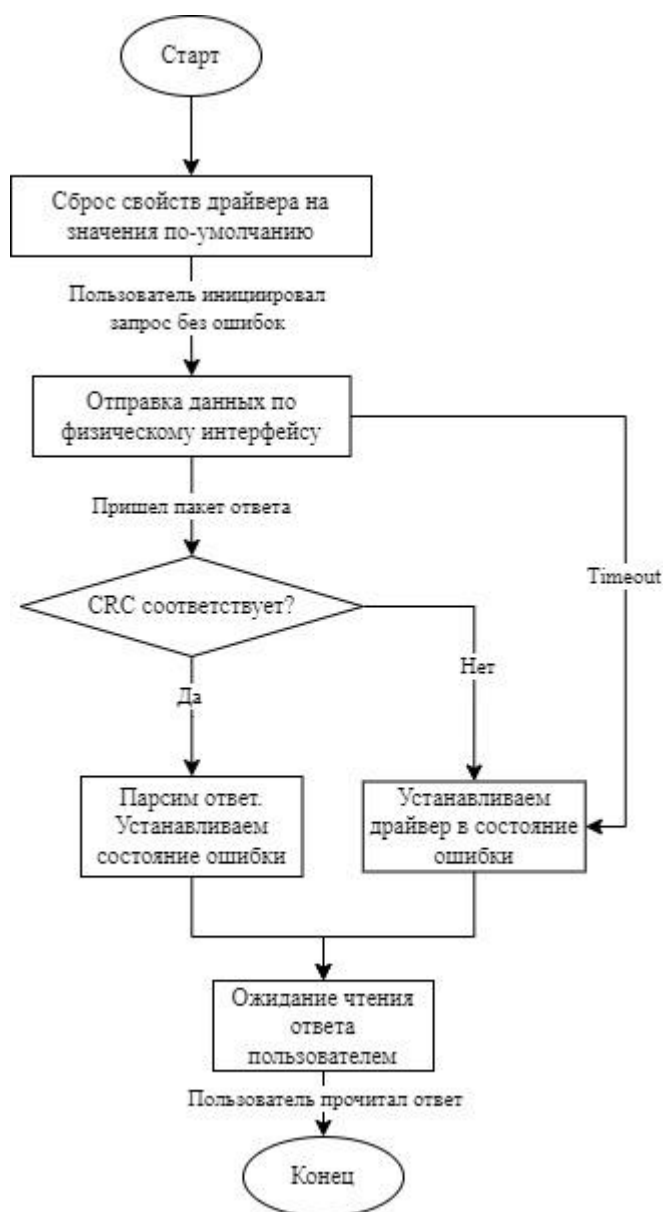 Старт
Сброс свойств драйвера на
значения по-умолчанию
Пользователь инициировал
запрос без ошибок
Отправка данных по
физическому интерфейсу
Пришел пакет ответа
Timeout
CRC соответствует?
Нет
Да
Парсим ответ.
Устанавливаем
состояние ошибки
Устанавливаем
драйвер в состояние
ошибки
Ожидание чтения
ответа
пользователем
Пользователь прочитал ответ
Конец